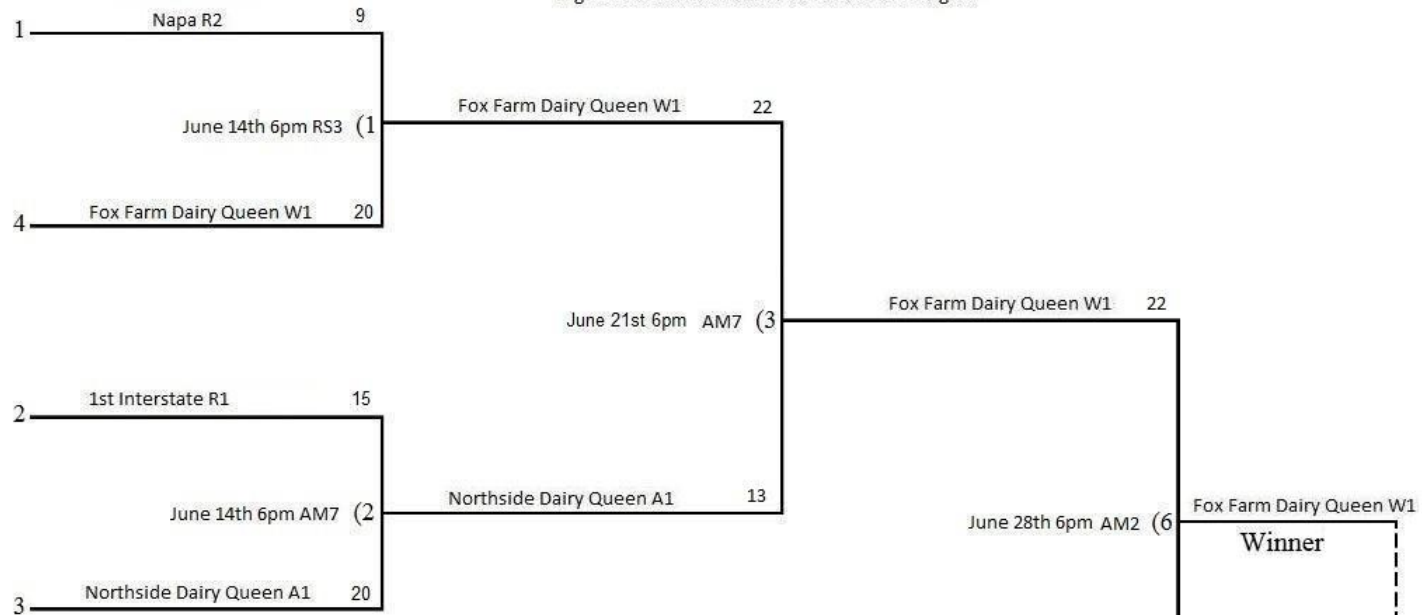 1 Napa R2 9
Fox Farm Dairy Queen W1 22
June 14th 6pm RS3 (1
4 Fox Farm Dairy Queen W1 20
Fox Farm Dairy Queen W1 22
June 21st 6pm AM7 (3
2 1st Interstate R1 15
Northside Dairy Queen A1 13
June 14th 6pm AM7 (2
Fox Farm Dairy Queen W1
June 28th 6pm AM2 (6
Winner
3 Northside Dairy Queen A1 20